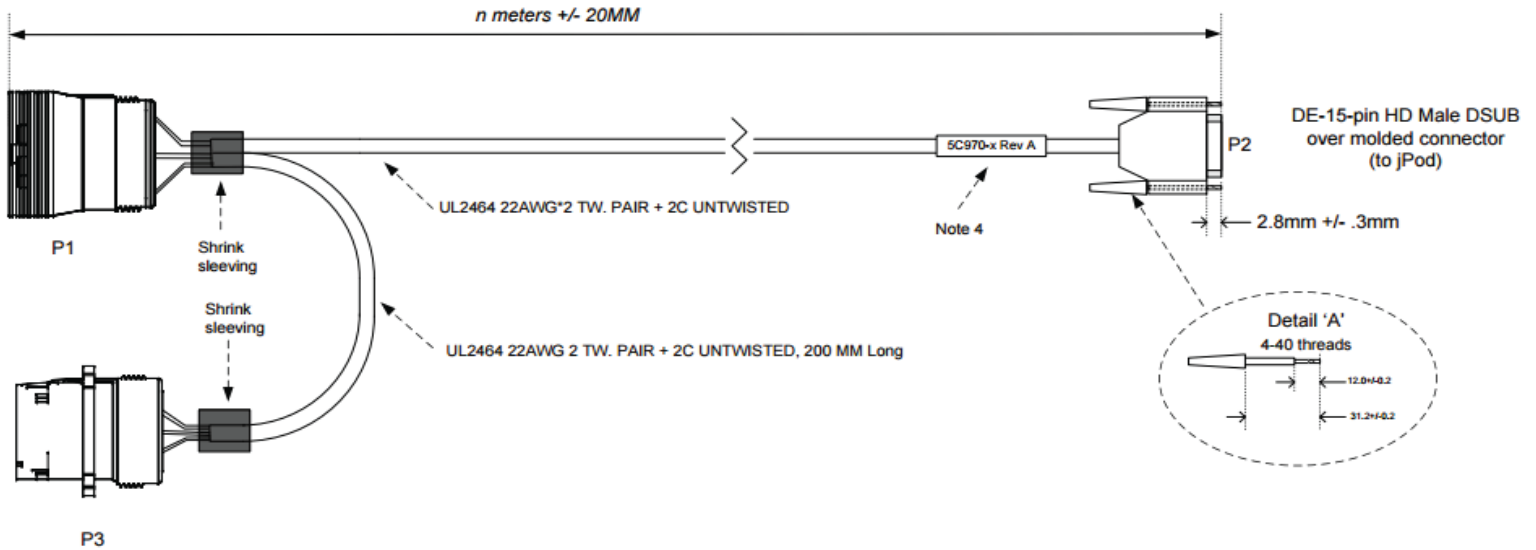 n meters +/- 20MM
DE-15-pin HD Male DSUB
over molded connector
(to jPod)
P2
5C970-x Rev A
UL2464 22AWG*2 TW. PAIR + 2C UNTWISTED
Note 4
2.8mm +/- .3mm
P1
Shrink
sleeving
Shrink
sleeving
UL2464 22AWG 2 TW. PAIR + 2C UNTWISTED, 200 MM Long
Detail 'A'
4-40 threads
12.0+/-0.2
31.2+/-0.2
P3